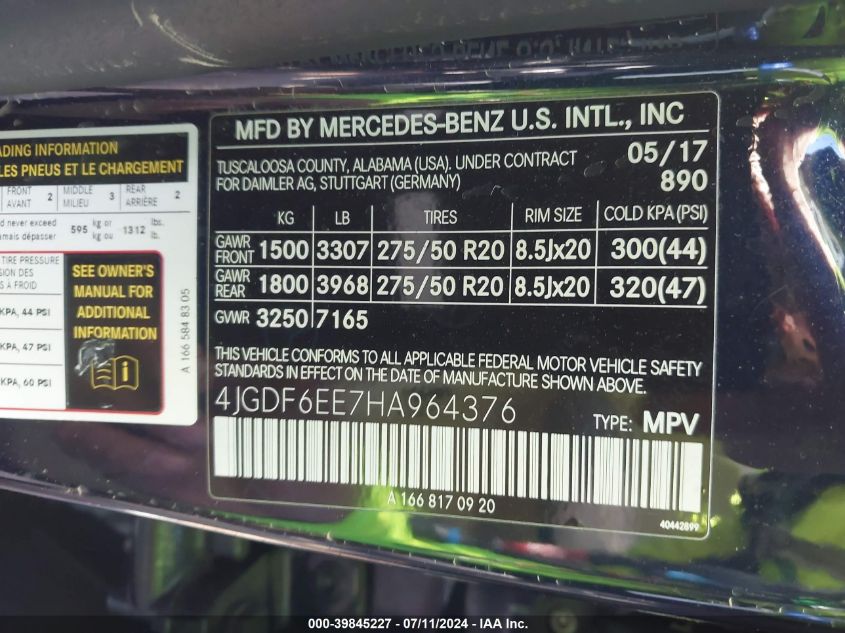 MFD BY MERCEDES-BENZ U.S. INTL., INC
TUSCALOOSA COUNTY, ALABAMA (USA). UNDER CONTRACT 05/17
FOR DAIMLER AG, STUTTGART (GERMANY) 890
KG LB TIRES RIM SIZE COLD KPA (PSI)
GAWR FRONT 1500 3307 275/50 R20 8.5Jx20 300(44)
GAWR REAR 1800 3968 275/50 R20 8.5Jx20 320(47)
GVWR 3250 7165
THIS VEHICLE CONFORMS TO ALL APPLICABLE FEDERAL MOTOR VEHICLE SAFETY
STANDARDS IN EFFECT ON THE DATE OF MANUFACTURE SHOWN ABOVE.
4JGDF6EE7HA964376 TYPE: MPV
A 166 817 09 20
40442899
INFORMATION
LES PNEUS ET LE CHARGEMENT
FRONT 2 MIDDLE 3 REAR 2
AVANT MILIEU ARRIÈRE
never exceed 595 kg or 1312 lbs.
dépasser kg ou lb.
TIRE PRESSURE
DES
À FROID
KPA, 44 PSI
KPA, 47 PSI
KPA, 60 PSI
SEE OWNER'S
MANUAL FOR
ADDITIONAL
INFORMATION
A 166 584 83 05
000-39845227 - 07/11/2024 - IAA Inc.